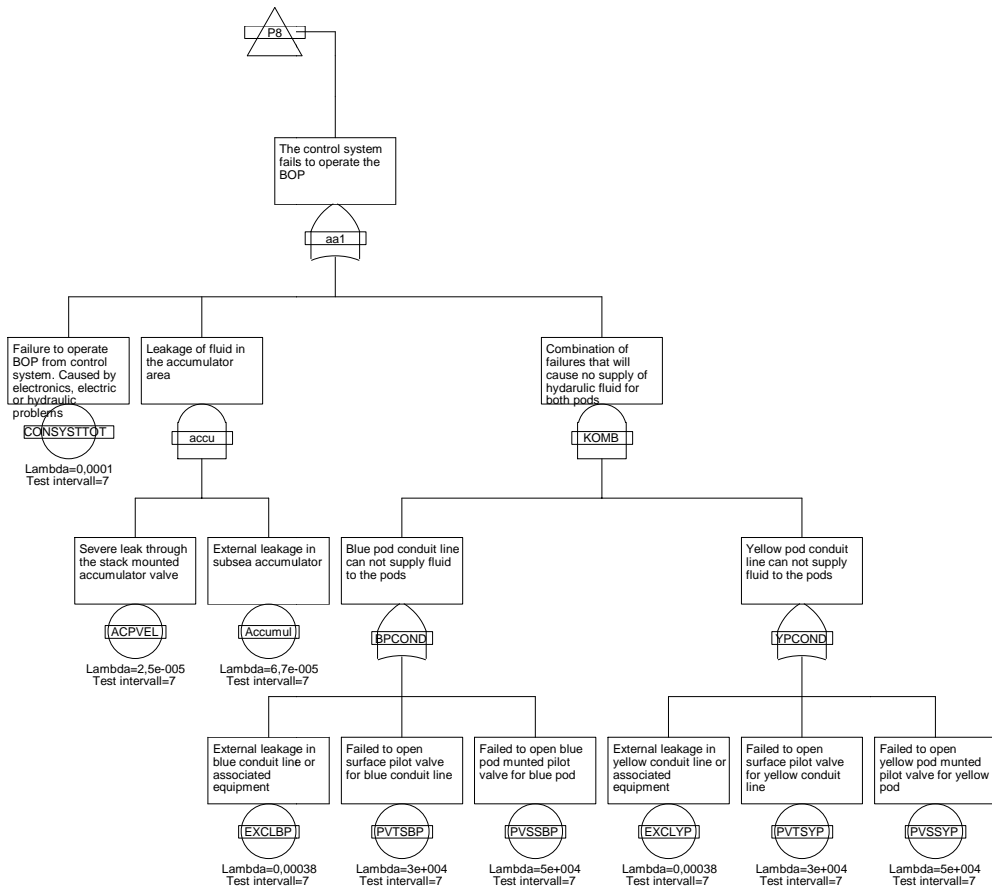 P8
The control system
fails to operate the
BOP
aa1
Failure to operate
BOP from control
system. Caused by
electronics, electric
or hydraulic
problems
CONSYSTTOT
Lambda=0,0001
Test intervall=7
Leakage of fluid in
the accumulator
area
accu
Combination of
failures that will
cause no supply of
hydarulic fluid for
both pods
KOMB
Severe leak through
the stack mounted
accumulator valve
ACPVEL
Lambda=2,5e-005
Test intervall=7
External leakage in
subsea accumulator
Accumul
Lambda=6,7e-005
Test intervall=7
Blue pod conduit line
can not supply fluid
to the pods
BPCOND
Yellow pod conduit
line can not supply
fluid to the pods
YPCOND
External leakage in
blue conduit line or
associated
equipment
EXCLBP
Lambda=0,00038
Test intervall=7
Failed to open
surface pilot valve
for blue conduit line
PVTSBP
Lambda=3e+004
Test intervall=7
Failed to open blue
pod munted pilot
valve for blue pod
PVSSBP
Lambda=5e+004
Test intervall=7
External leakage in
yellow conduit line or
associated
equipment
EXCLYP
Lambda=0,00038
Test intervall=7
Failed to open
surface pilot valve
for yellow conduit
line
PVTSYP
Lambda=3e+004
Test intervall=7
Failed to open
yellow pod munted
pilot valve for yellow
pod
PVSSYP
Lambda=5e+004
Test intervall=7